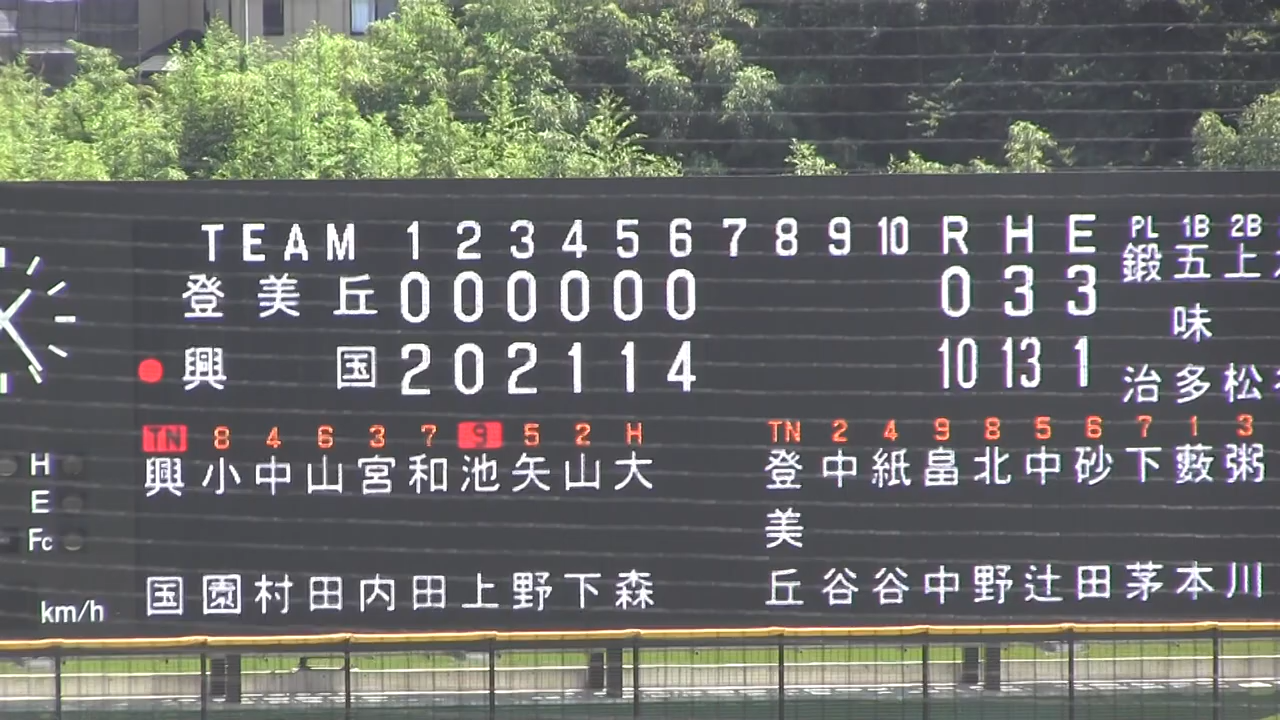 TEAM 1 2 3 4 5 6 7 8 9 10 R H E PL 1B 2B
登美丘 0 0 0 0 0 0 0 3 3 鍛治 五味多 上松
興国 2 0 2 1 1 4 10 13 1
TN 8 4 6 3 7 9 5 2 H TN 2 4 9 8 5 6 7 1 3
興国 小園 中村 山田 宮内 和田 池上 矢野 山下 大森 登美丘 中谷 紙谷 畠中 北野 中辻 砂田 下茅 藪本 粥川
H
E
Fc
km/h